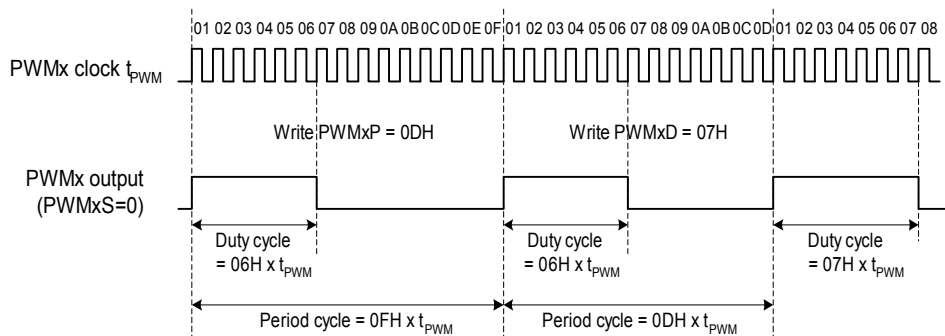 01 02 03 04 05 06 07 08 09 0A 0B 0C 0D 0E 0F 01 02 03 04 05 06 07 08 09 0A 0B 0C 0D 01 02 03 04 05 06 07 08
PWMx clock tPWM
Write PWMxP = 0DH Write PWMxD = 07H
PWMx output
(PWMxS=0)
Duty cycle
= 06H x tPWM
Duty cycle
= 06H x tPWM
Duty cycle
= 07H x tPWM
Period cycle = 0FH x tPWM Period cycle = 0DH x tPWM